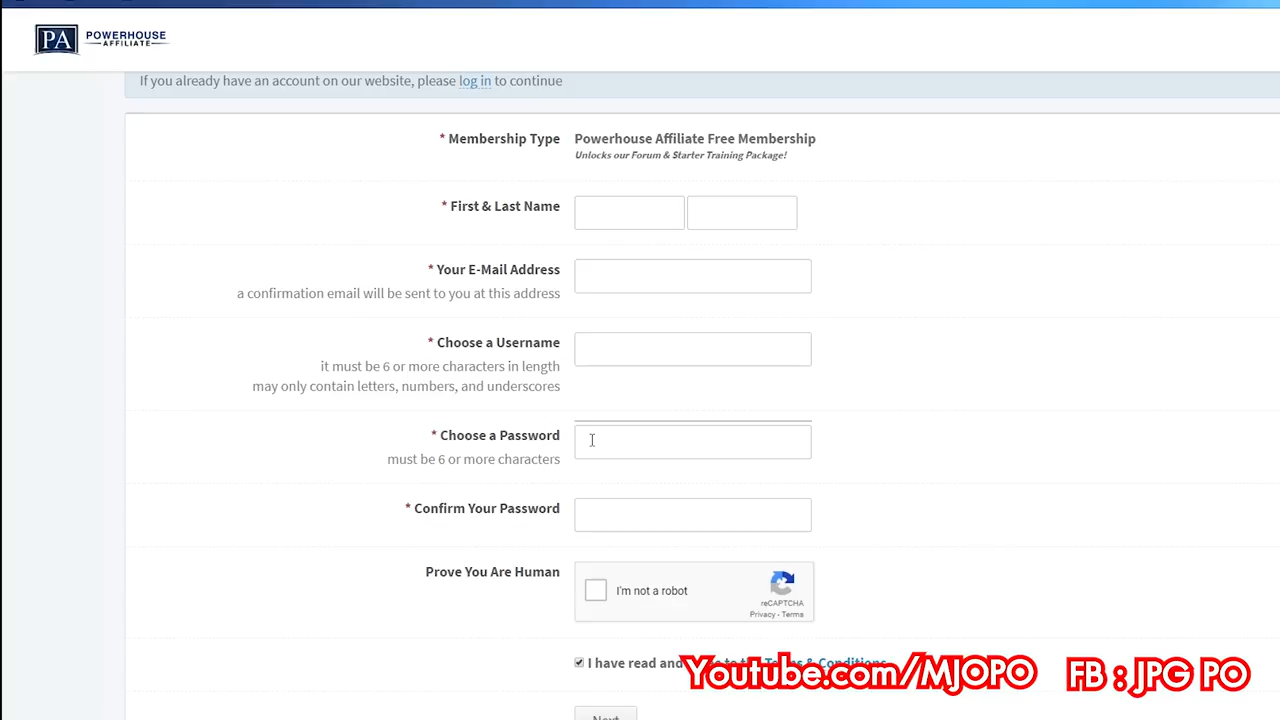 PA POWERHOUSE
AFFILIATE
If you already have an account on our website, please log in to continue
* Membership Type
Powerhouse Affiliate Free Membership
Unlocks our Forum & Starter Training Package!
* First & Last Name
* Your E-Mail Address
a confirmation email will be sent to you at this address
* Choose a Username
it must be 6 or more characters in length
may only contain letters, numbers, and underscores
* Choose a Password
must be 6 or more characters
* Confirm Your Password
Prove You Are Human
I'm not a robot
reCAPTCHA
Privacy - Terms
I have read and to Terms & Conditions
Youtube.com/MJOPO FB : JPG PO
Next